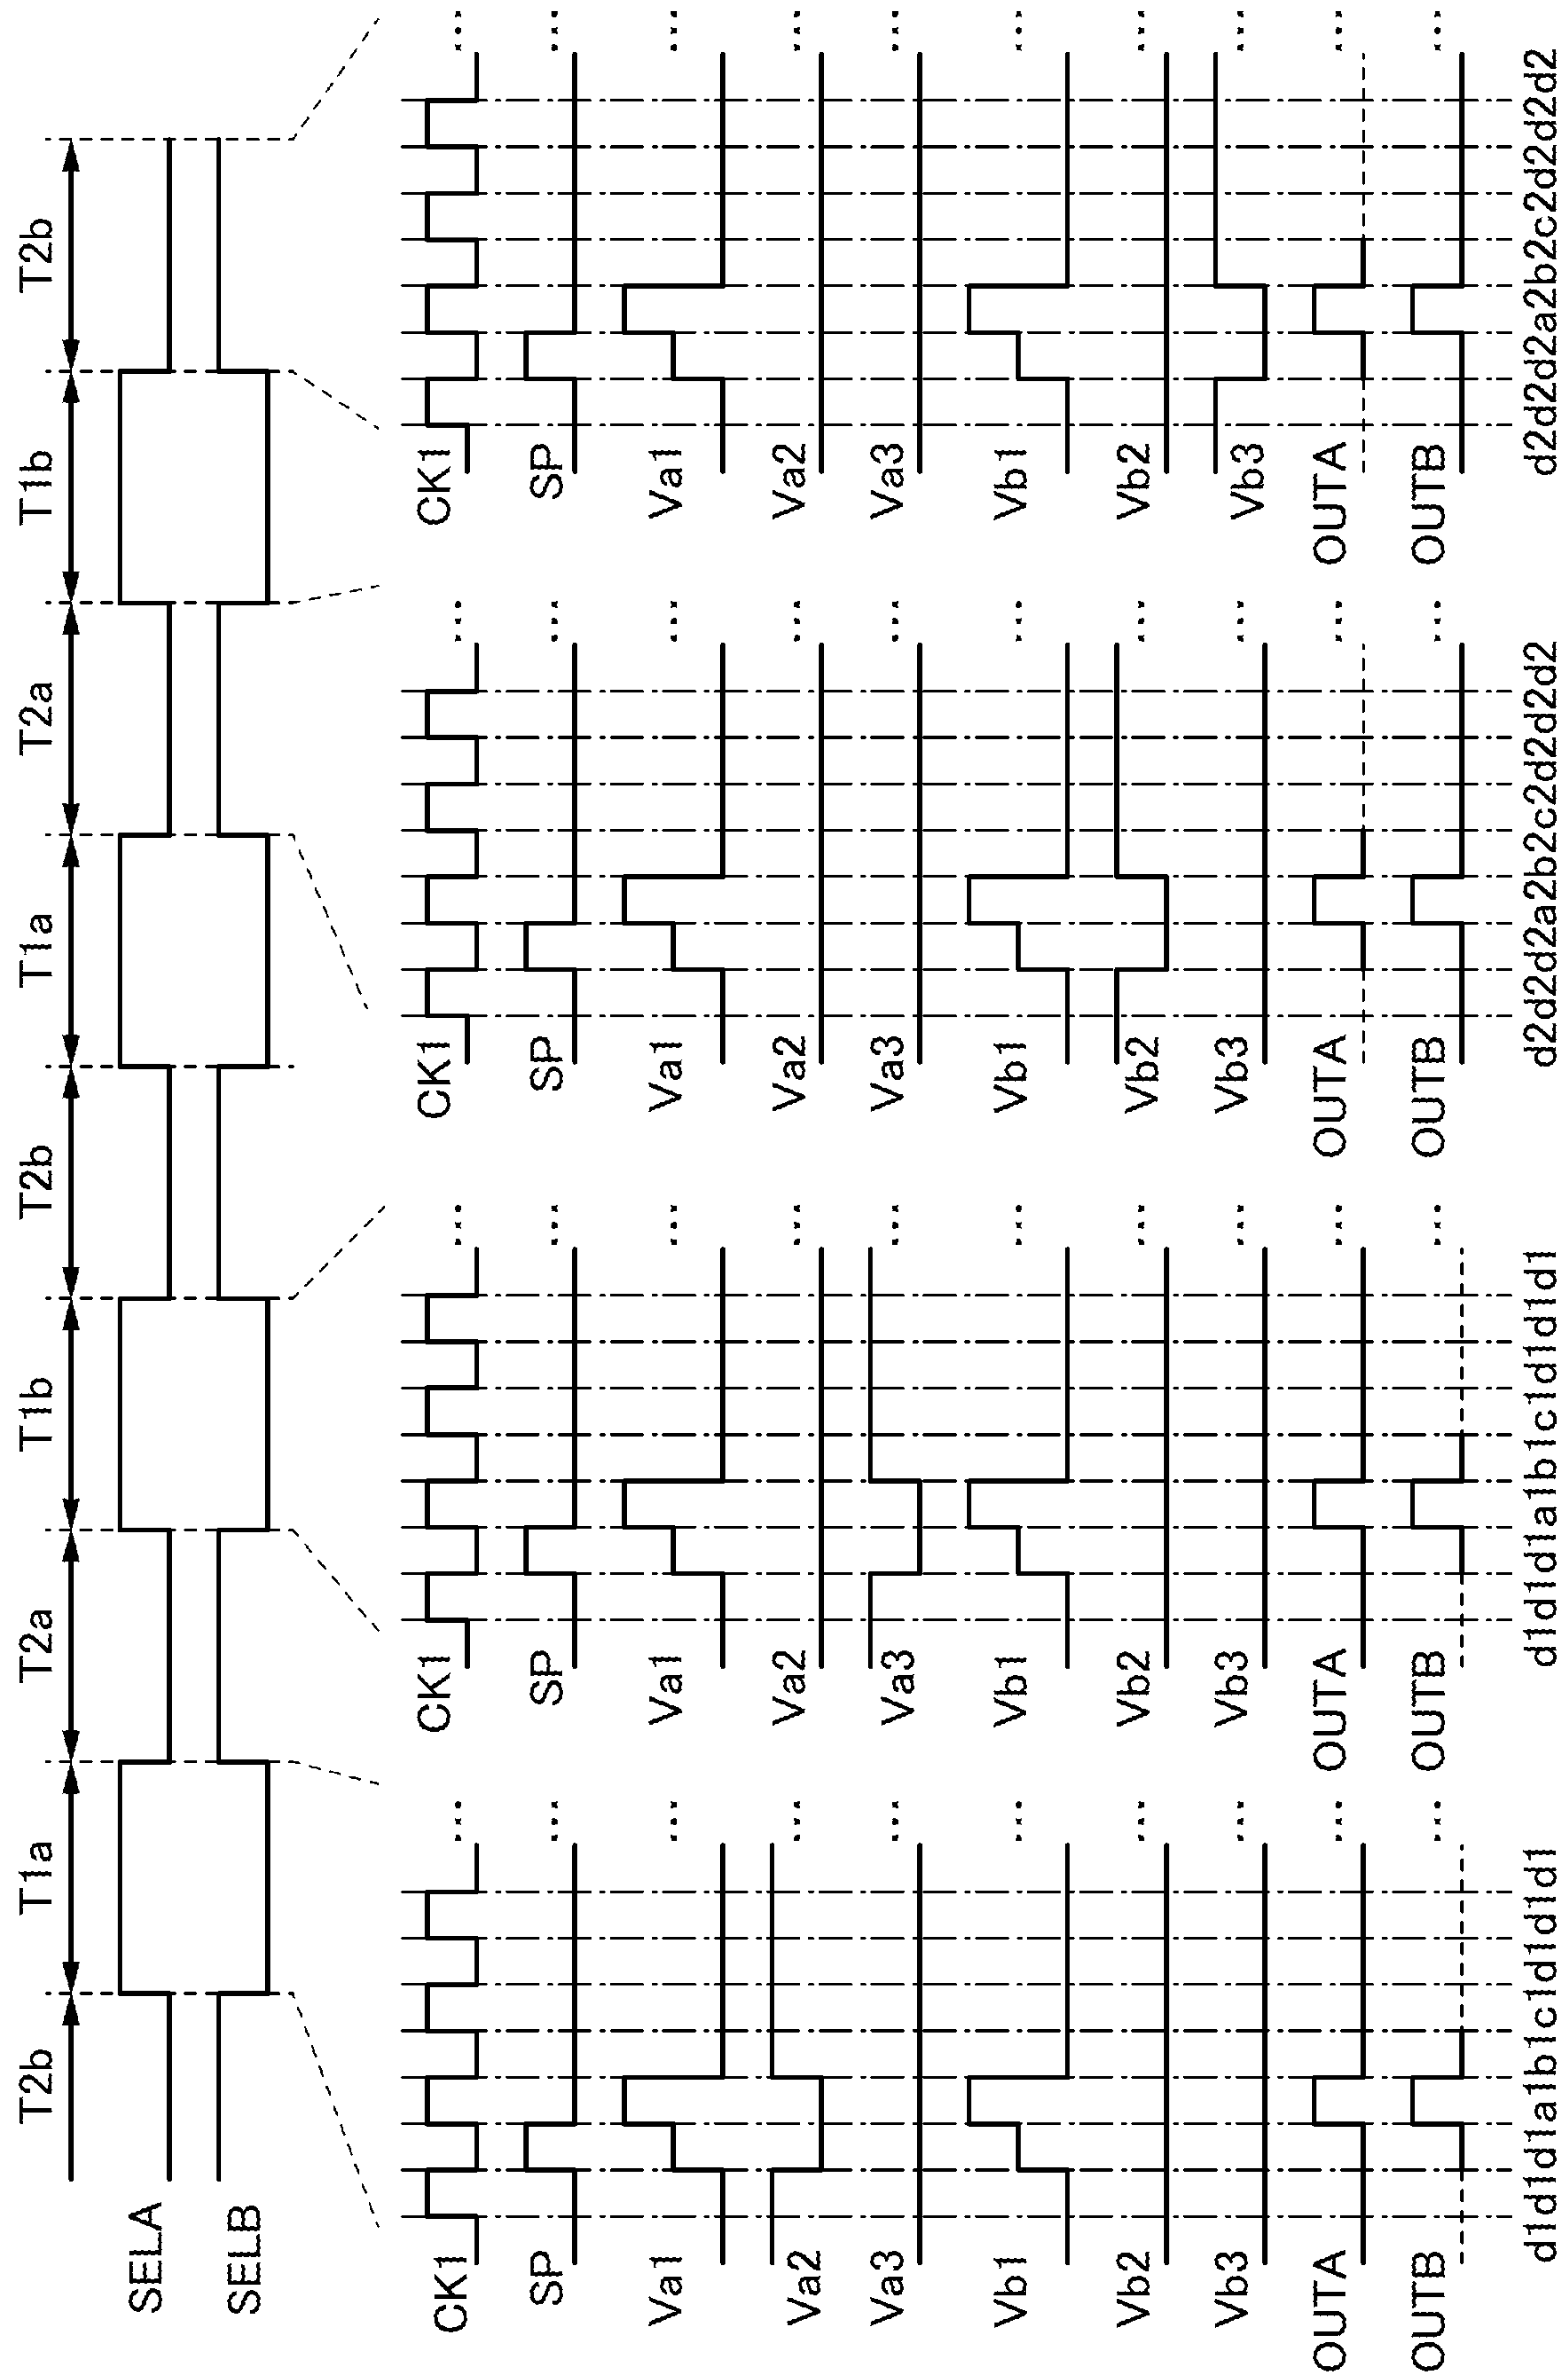 T2b T1a T2a T1b T2b T1a T2a T1b T2b
SELA
SELB
CK1 ...
SP ...
Va1 ...
Va2 ...
Va3 ...
Vb1 ...
Vb2 ...
Vb3 ...
OUTA ...
OUTB ...
d1d1d1a1b1c1d1d1d1
CK1 ...
SP ...
Va1 ...
Va2 ...
Va3 ...
Vb1 ...
Vb2 ...
Vb3 ...
OUTA ...
OUTB ...
d1d1d1a1b1c1d1d1d1
CK1 ...
SP ...
Va1 ...
Va2 ...
Va3 ...
Vb1 ...
Vb2 ...
Vb3 ...
OUTA ...
OUTB ...
d2d2d2a2b2c2d2d2d2
CK1 ...
SP ...
Va1 ...
Va2 ...
Va3 ...
Vb1 ...
Vb2 ...
Vb3 ...
OUTA ...
OUTB ...
d2d2d2a2b2c2d2d2d2